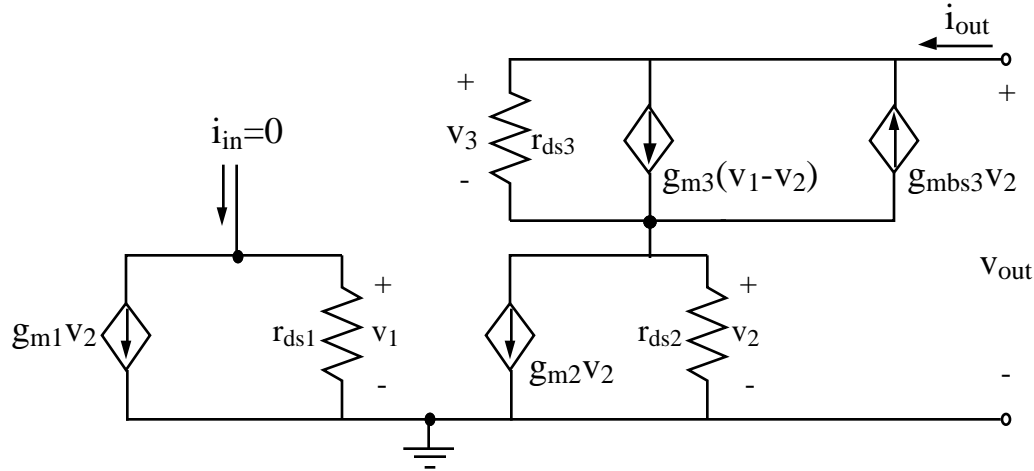 i_out
+
+
v_3
r_ds3
-
g_m3(v_1-v_2)
g_mbs3v_2
i_in=0
v_out
g_m1v_2
r_ds1
+
v_1
-
g_m2v_2
r_ds2
+
v_2
-
-